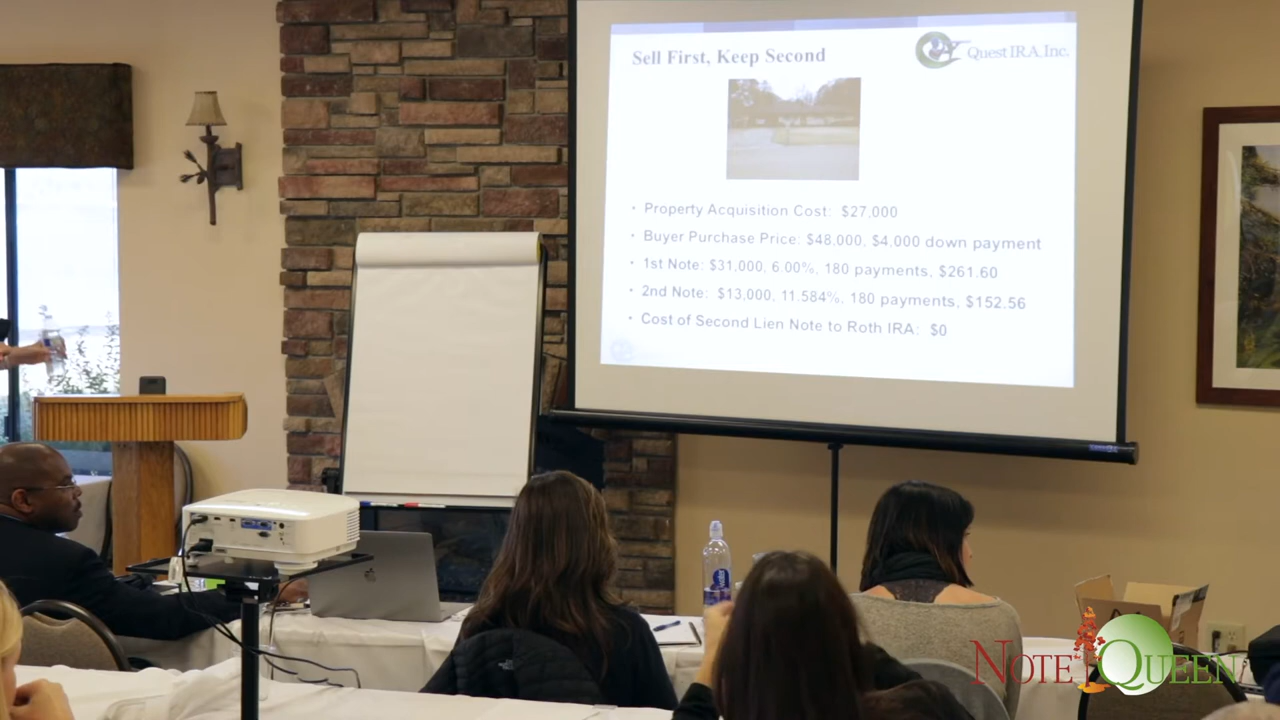 Sell First, Keep Second
Quest IRA, Inc.
• Property Acquisition Cost: $27,000
• Buyer Purchase Price: $48,000, $4,000 down payment
• 1st Note: $31,000, 6.00%, 180 payments, $261.60
• 2nd Note: $13,000, 11.584%, 180 payments, $152.56
• Cost of Second Lien Note to Roth IRA: $0
NOTE QUEEN